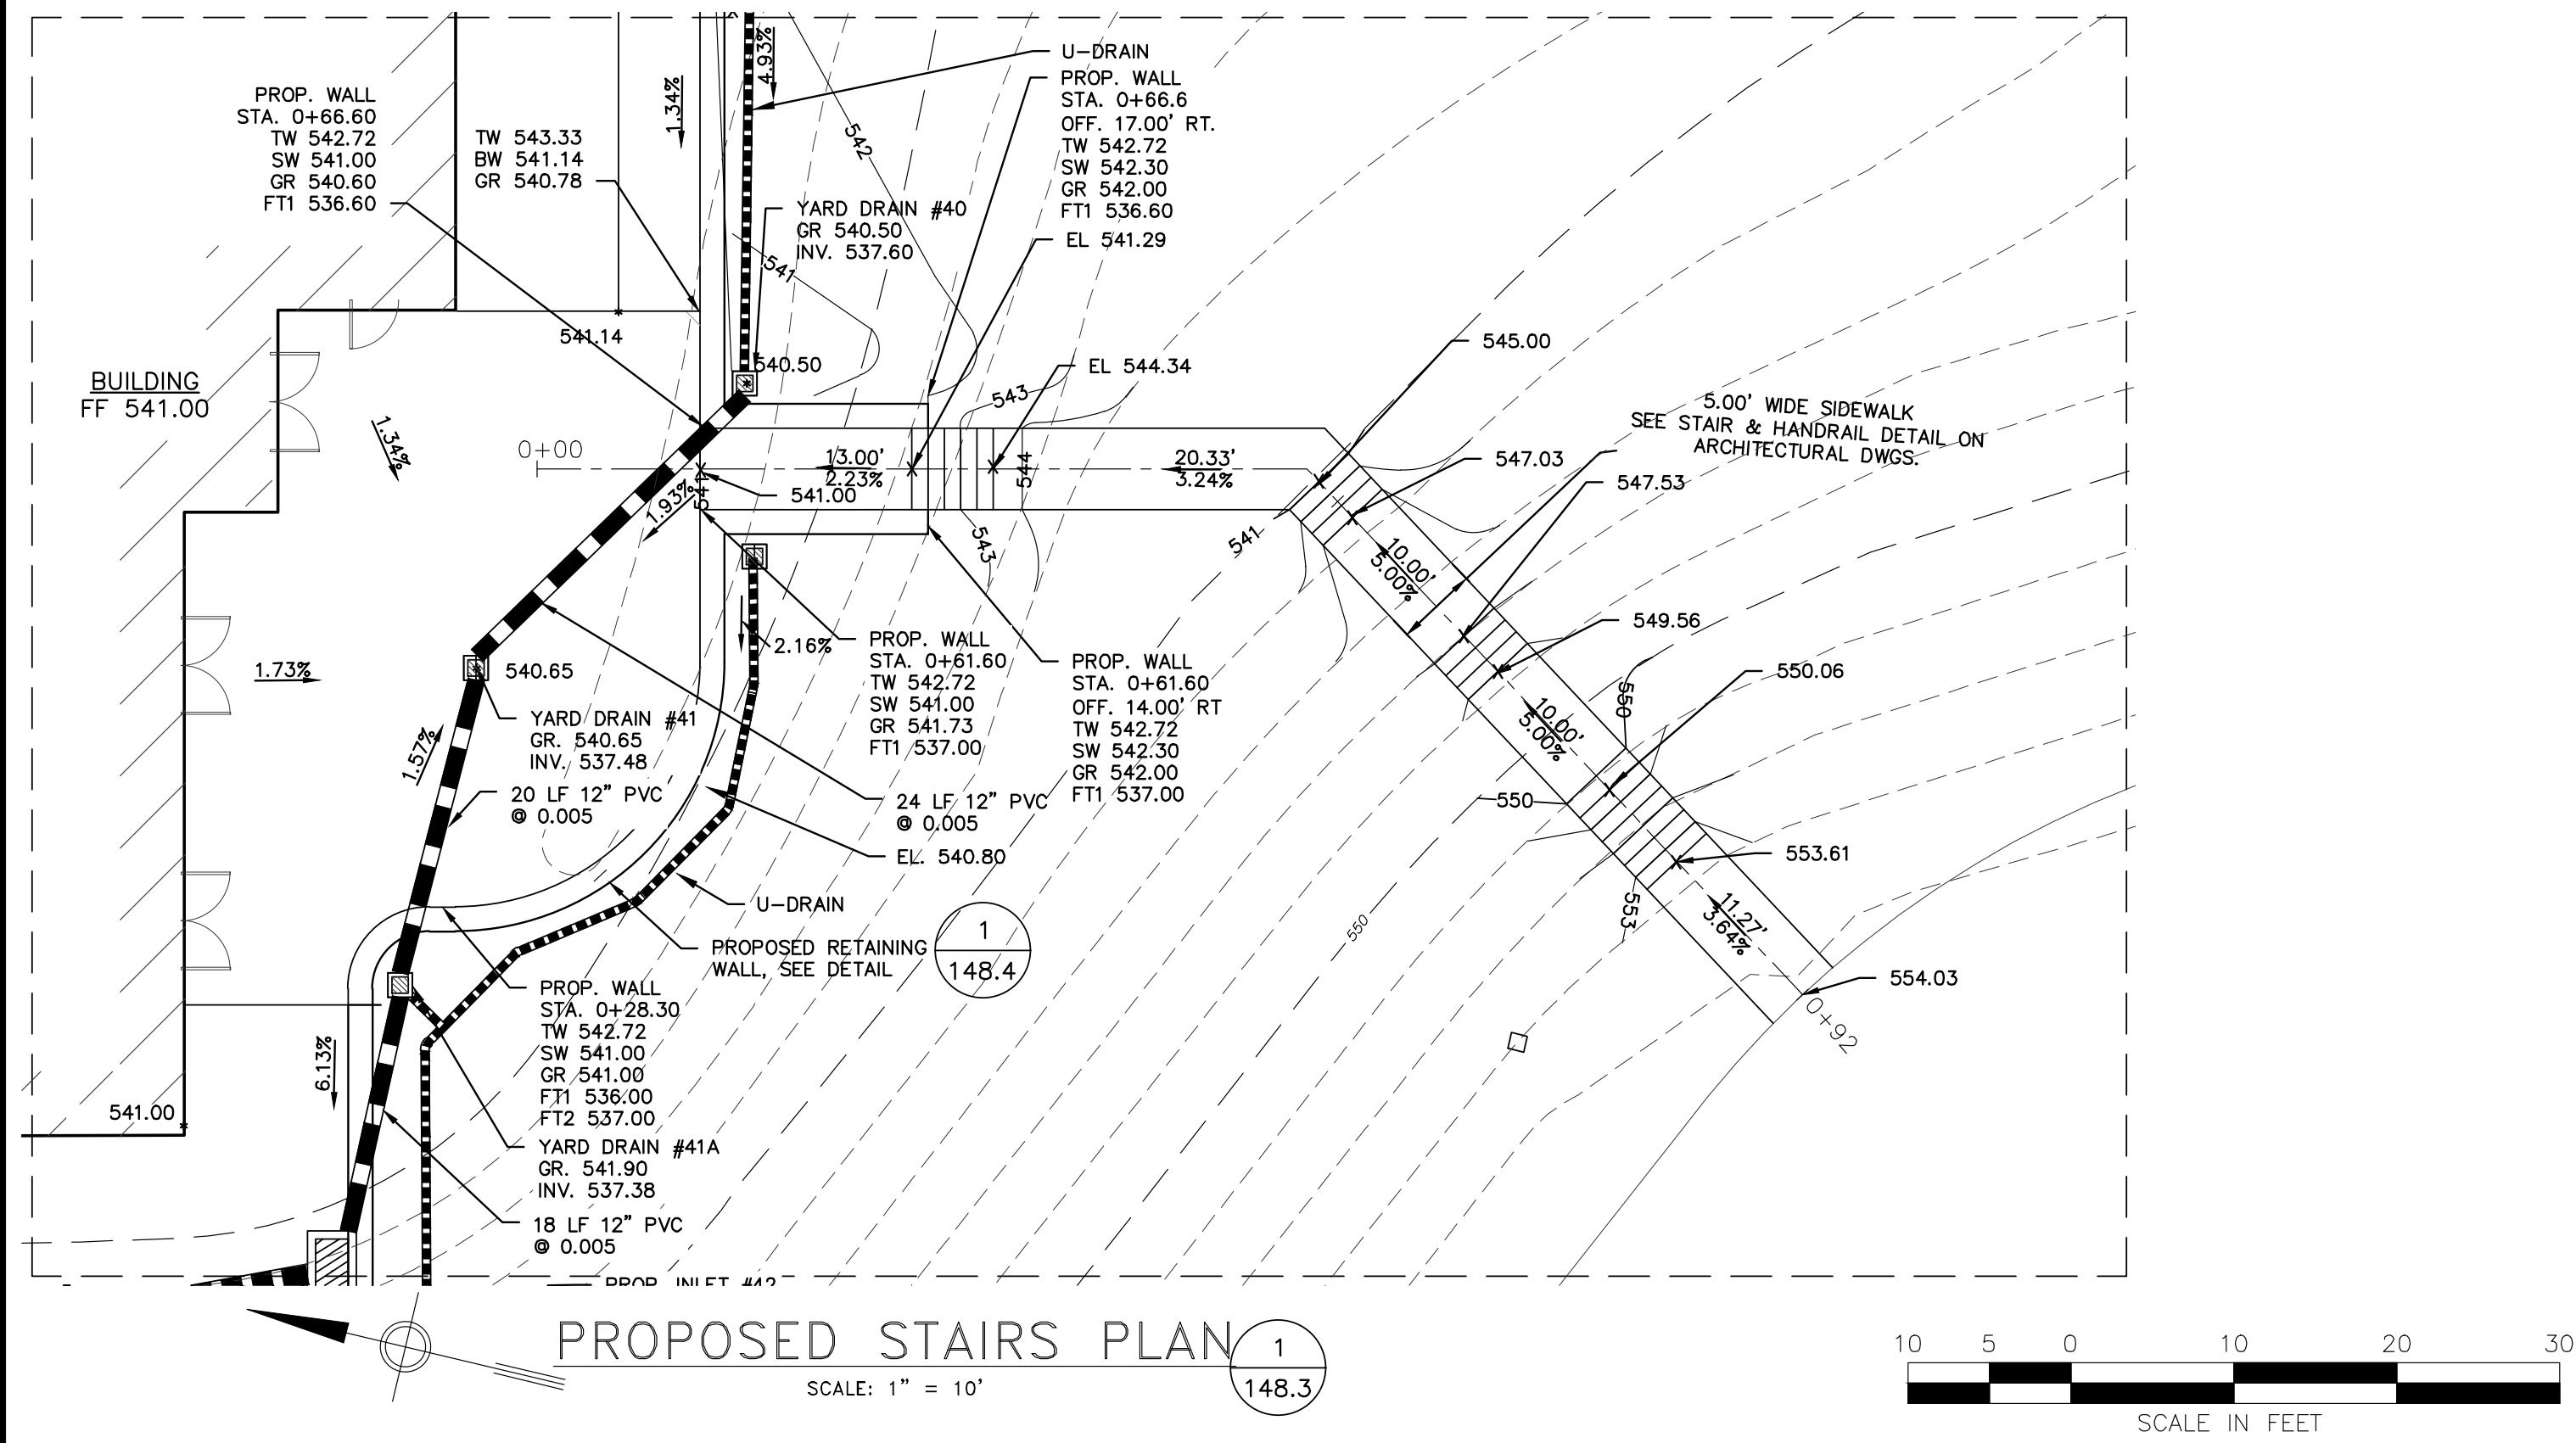 PROP. WALL
STA. 0+66.60
TW 542.72
SW 541.00
GR 540.60
FT1 536.60
TW 543.33
BW 541.14
GR 540.78
1.34%
4.93%
U-DRAIN
PROP. WALL
STA. 0+66.6
OFF. 17.00' RT.
TW 542.72
SW 542.30
GR 542.00
FT1 536.60
EL 541.29
542
YARD DRAIN #40
GR 540.50
INV. 537.60
541
541.14
540.50
EL 544.34
543
545.00
BUILDING
FF 541.00
1.34%
0+00
13.00'
2.23%
541
541.00
1.93%
544
20.33'
3.24%
543
541
547.03
547.53
5.00' WIDE SIDEWALK
SEE STAIR & HANDRAIL DETAIL ON
ARCHITECTURAL DWGS.
10.00'
5.00%
549.56
550.06
550
10.00'
5.00%
550
553.61
553
11.27'
3.64%
554.03
0+92
550
1.73%
540.65
2.16%
YARD DRAIN #41
GR. 540.65
INV. 537.48
1.57%
20 LF 12" PVC
@ 0.005
PROP. WALL
STA. 0+61.60
TW 542.72
SW 541.00
GR 541.73
FT1 537.00
PROP. WALL
STA. 0+61.60
OFF. 14.00' RT
TW 542.72
SW 542.30
GR 542.00
FT1 537.00
24 LF 12" PVC
@ 0.005
EL. 540.80
U-DRAIN
PROPOSED RETAINING
WALL, SEE DETAIL
1
148.4
PROP. WALL
STA. 0+28.30
TW 542.72
SW 541.00
GR 541.00
FT1 536.00
FT2 537.00
6.13%
541.00
YARD DRAIN #41A
GR. 541.90
INV. 537.38
18 LF 12" PVC
@ 0.005
PROP. INLET #42
PROPOSED STAIRS PLAN
SCALE: 1" = 10'
1
148.3
10 5 0 10 20 30
SCALE IN FEET